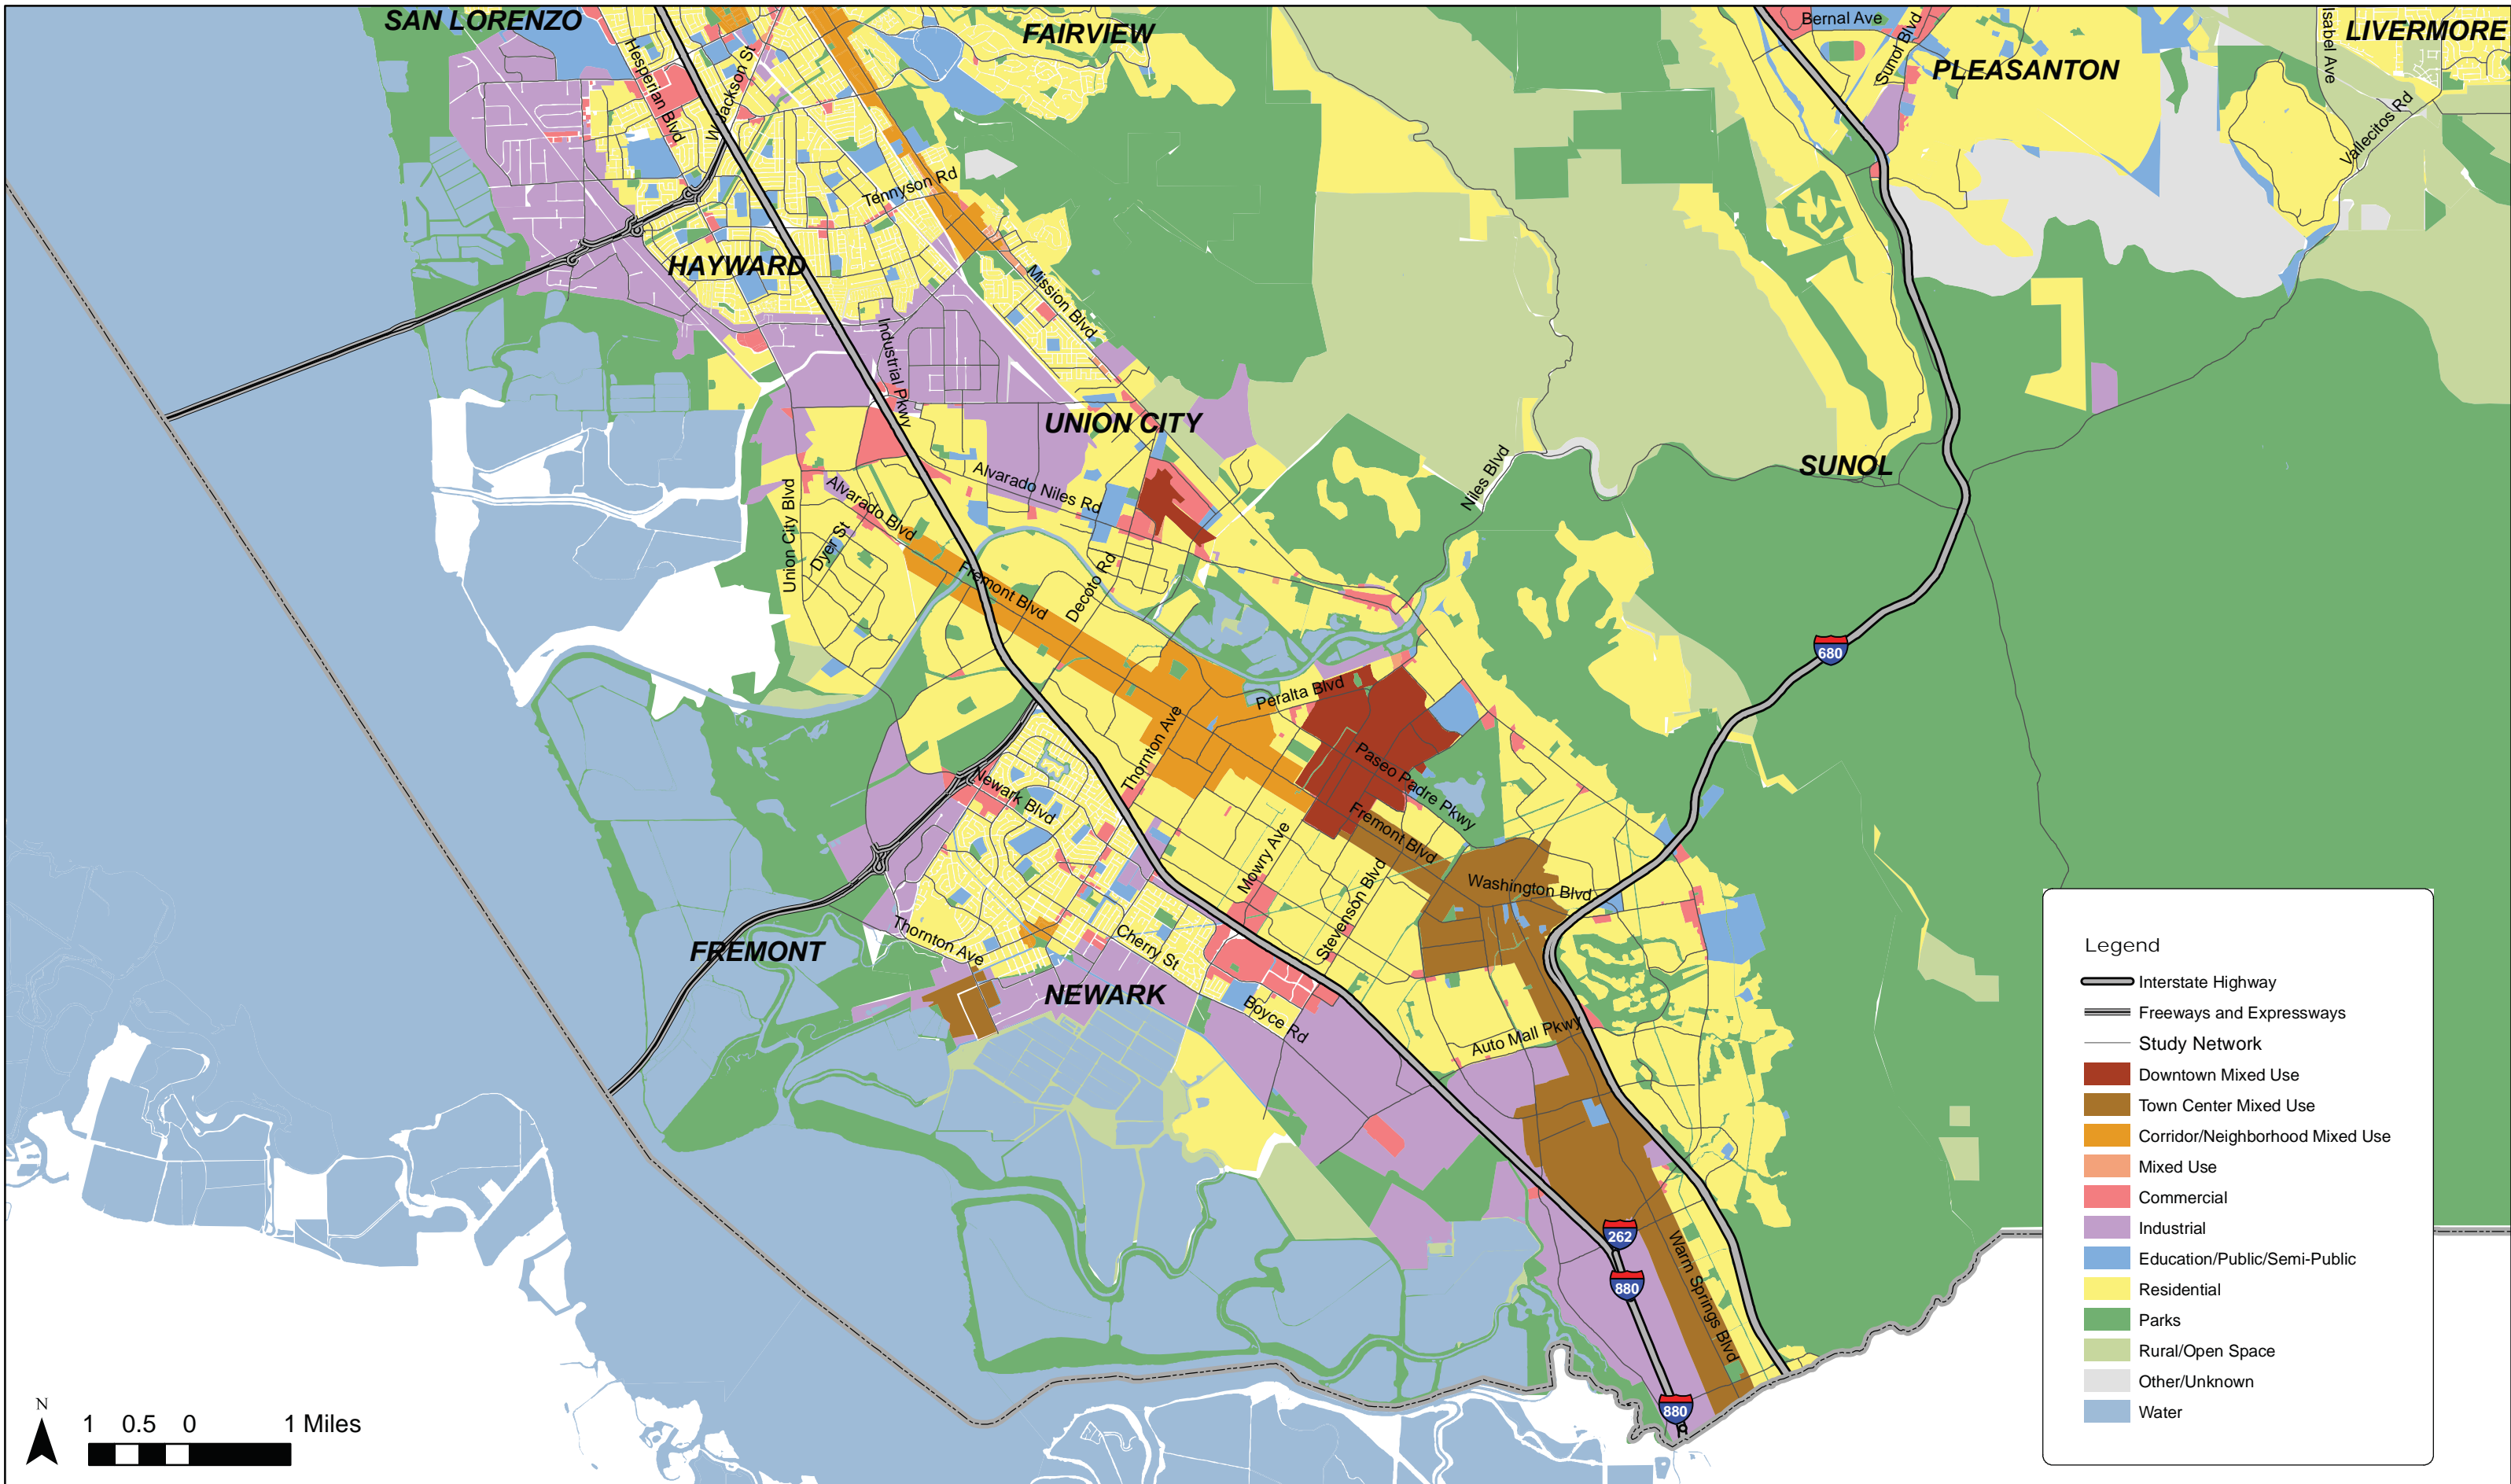 SAN LORENZO
FAIRVIEW
Bernal Ave
Sunol Blvd
PLEASANTON
Isabel Ave
LIVERMORE
Vallecitos Rd
Hesperian Blvd
W Jackson St
Tennyson Rd
HAYWARD
Mission Blvd
Industrial Pkwy
UNION CITY
Alvarado Niles Rd
Niles Blvd
SUNOL
Union City Blvd
Alvarado Blvd
Dyer St
Fremont Blvd
Decoto Rd
680
Peralta Blvd
Thornton Ave
Paseo Padre Pkwy
Newark Blvd
Fremont Blvd
Mowry Ave
Stevenson Blvd
Washington Blvd
Thornton Ave
Cherry St
FREMONT
NEWARK
Boyce Rd
Auto Mall Pkwy
262
880
Warm Springs Blvd
880
Legend
Interstate Highway
Freeways and Expressways
Study Network
Downtown Mixed Use
Town Center Mixed Use
Corridor/Neighborhood Mixed Use
Mixed Use
Commercial
Industrial
Education/Public/Semi-Public
Residential
Parks
Rural/Open Space
Other/Unknown
Water
N
1 0.5 0 1 Miles